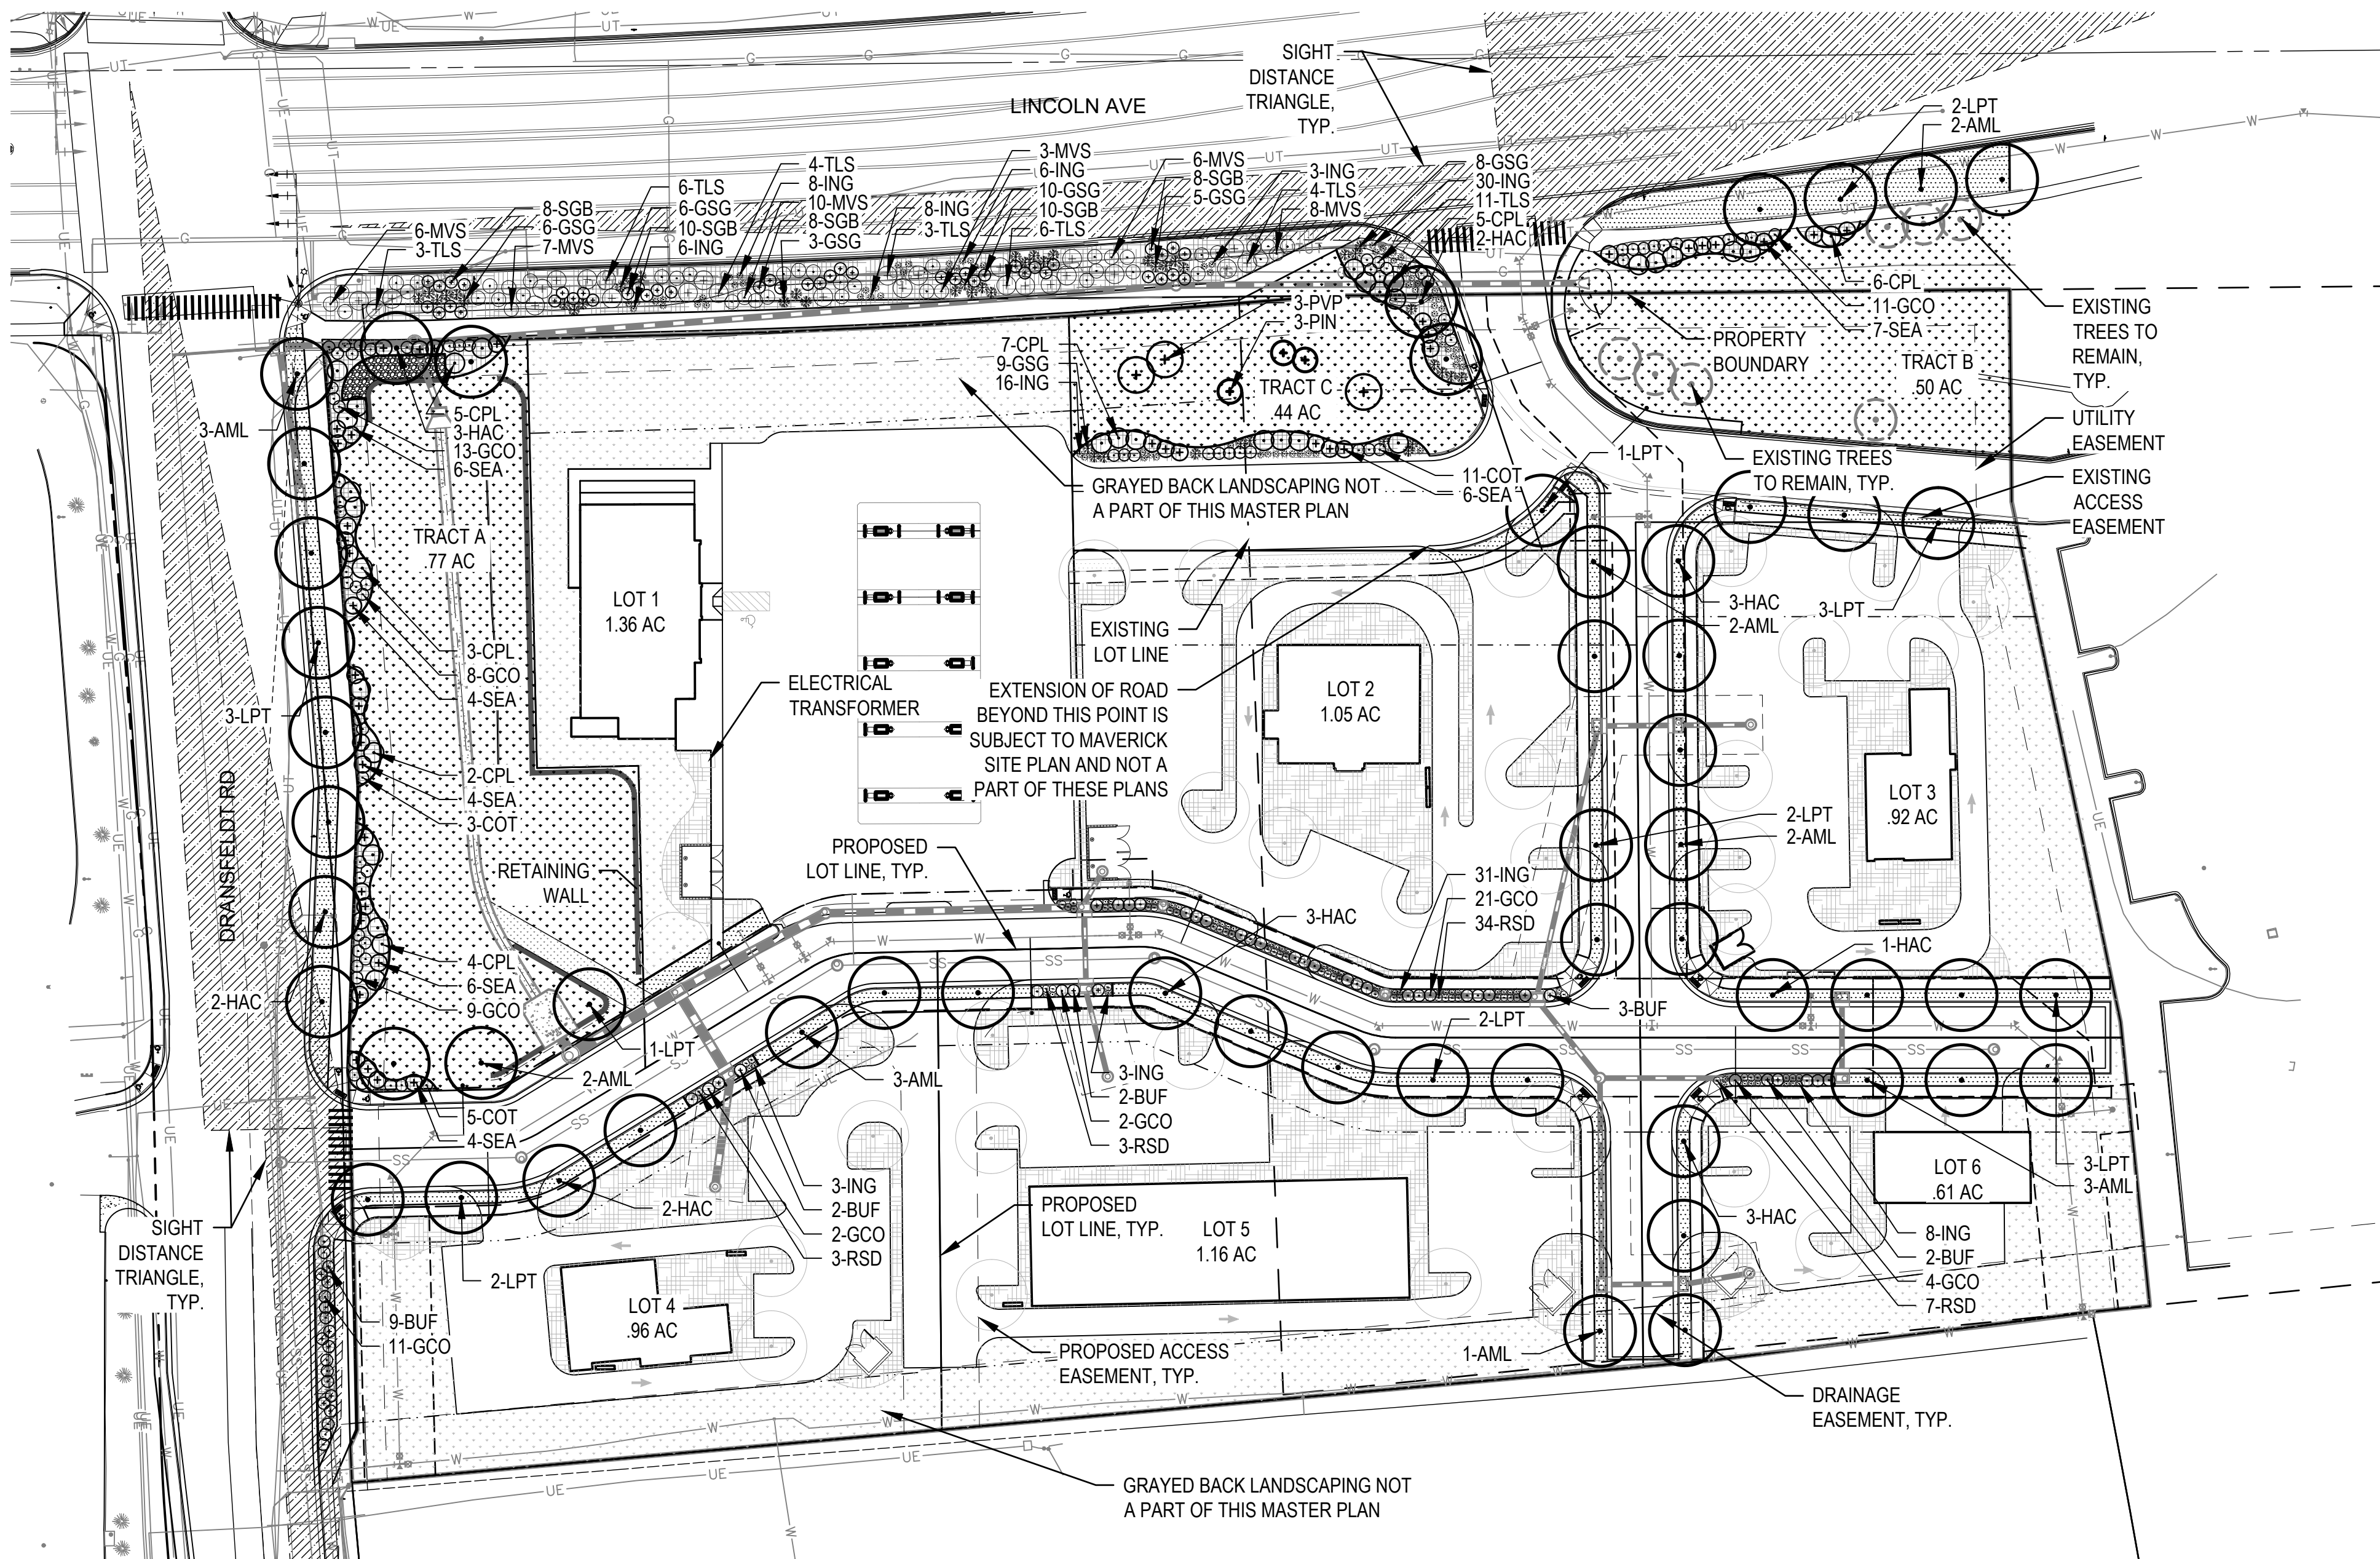 SIGHT
DISTANCE
TRIANGLE,
TYP.
LINCOLN AVE
2-LPT
2-AML
6-MVS
3-TLS
8-SGB
6-GSG
7-MVS
6-TLS
6-GSG
10-SGB
6-ING
4-TLS
8-ING
10-MVS
8-SGB
3-GSG
8-ING
3-TLS
3-MVS
6-ING
10-GSG
10-SGB
6-TLS
6-MVS
8-SGB
5-GSG
3-ING
4-TLS
8-MVS
8-GSG
30-ING
11-TLS
5-CPL
2-HAC
6-CPL
11-GCO
7-SEA
EXISTING
TREES TO
REMAIN,
TYP.
PROPERTY
BOUNDARY
TRACT B
.50 AC
UTILITY
EASEMENT
EXISTING
ACCESS
EASEMENT
EXISTING TREES
TO REMAIN, TYP.
3-PVP
3-PIN
TRACT C
.44 AC
7-CPL
9-GSG
16-ING
11-COT
6-SEA
1-LPT
GRAYED BACK LANDSCAPING NOT
A PART OF THIS MASTER PLAN
3-AML
5-CPL
3-HAC
13-GCO
6-SEA
TRACT A
.77 AC
LOT 1
1.36 AC
3-CPL
8-GCO
4-SEA
3-LPT
2-CPL
4-SEA
3-COT
ELECTRICAL
TRANSFORMER
EXISTING
LOT LINE
EXTENSION OF ROAD
BEYOND THIS POINT IS
SUBJECT TO MAVERICK
SITE PLAN AND NOT A
PART OF THESE PLANS
LOT 2
1.05 AC
3-HAC
2-AML
3-LPT
LOT 3
.92 AC
2-LPT
2-AML
DRANSFELDT RD
RETAINING
WALL
PROPOSED
LOT LINE, TYP.
31-ING
21-GCO
34-RSD
3-HAC
1-HAC
4-CPL
6-SEA
9-GCO
2-HAC
1-LPT
2-AML
3-AML
2-LPT
3-BUF
5-COT
4-SEA
3-ING
2-BUF
2-GCO
3-RSD
3-ING
2-BUF
2-GCO
3-RSD
2-HAC
2-LPT
SIGHT
DISTANCE
TRIANGLE,
TYP.
9-BUF
11-GCO
LOT 4
.96 AC
PROPOSED
LOT LINE, TYP.
LOT 5
1.16 AC
3-HAC
LOT 6
.61 AC
3-LPT
3-AML
8-ING
2-BUF
4-GCO
7-RSD
1-AML
PROPOSED ACCESS
EASEMENT, TYP.
DRAINAGE
EASEMENT, TYP.
GRAYED BACK LANDSCAPING NOT
A PART OF THIS MASTER PLAN